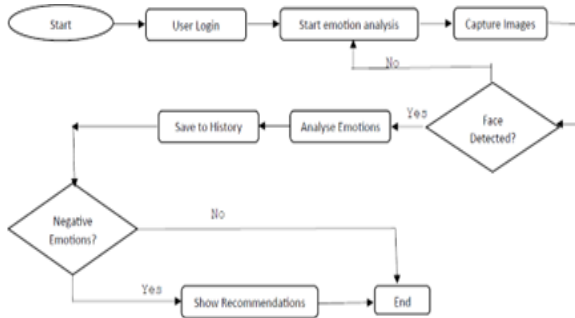 Start
User Login
Start emotion analysis
Capture Images
No
Face
Detected?
Yes
Analyse Emotions
Save to History
Negative
Emotions?
No
Yes
Show Recommendations
End